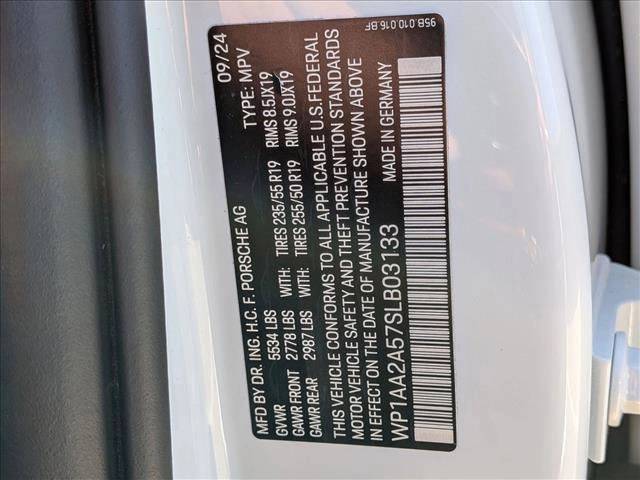 95B.010.016.BF
MFD BY DR. ING. H.C. F. PORSCHE AG 09/24
GVWR 5534 LBS TYPE: MPV
GAWR FRONT 2778 LBS WITH: TIRES 235/55 R19 RIMS 8.5JX19
GAWR REAR 2987 LBS WITH: TIRES 255/50 R19 RIMS 9.0JX19
THIS VEHICLE CONFORMS TO ALL APPLICABLE U.S. FEDERAL
MOTOR VEHICLE SAFETY AND THEFT PREVENTION STANDARDS
IN EFFECT ON THE DATE OF MANUFACTURE SHOWN ABOVE
WP1AA2A57SLB03133 MADE IN GERMANY